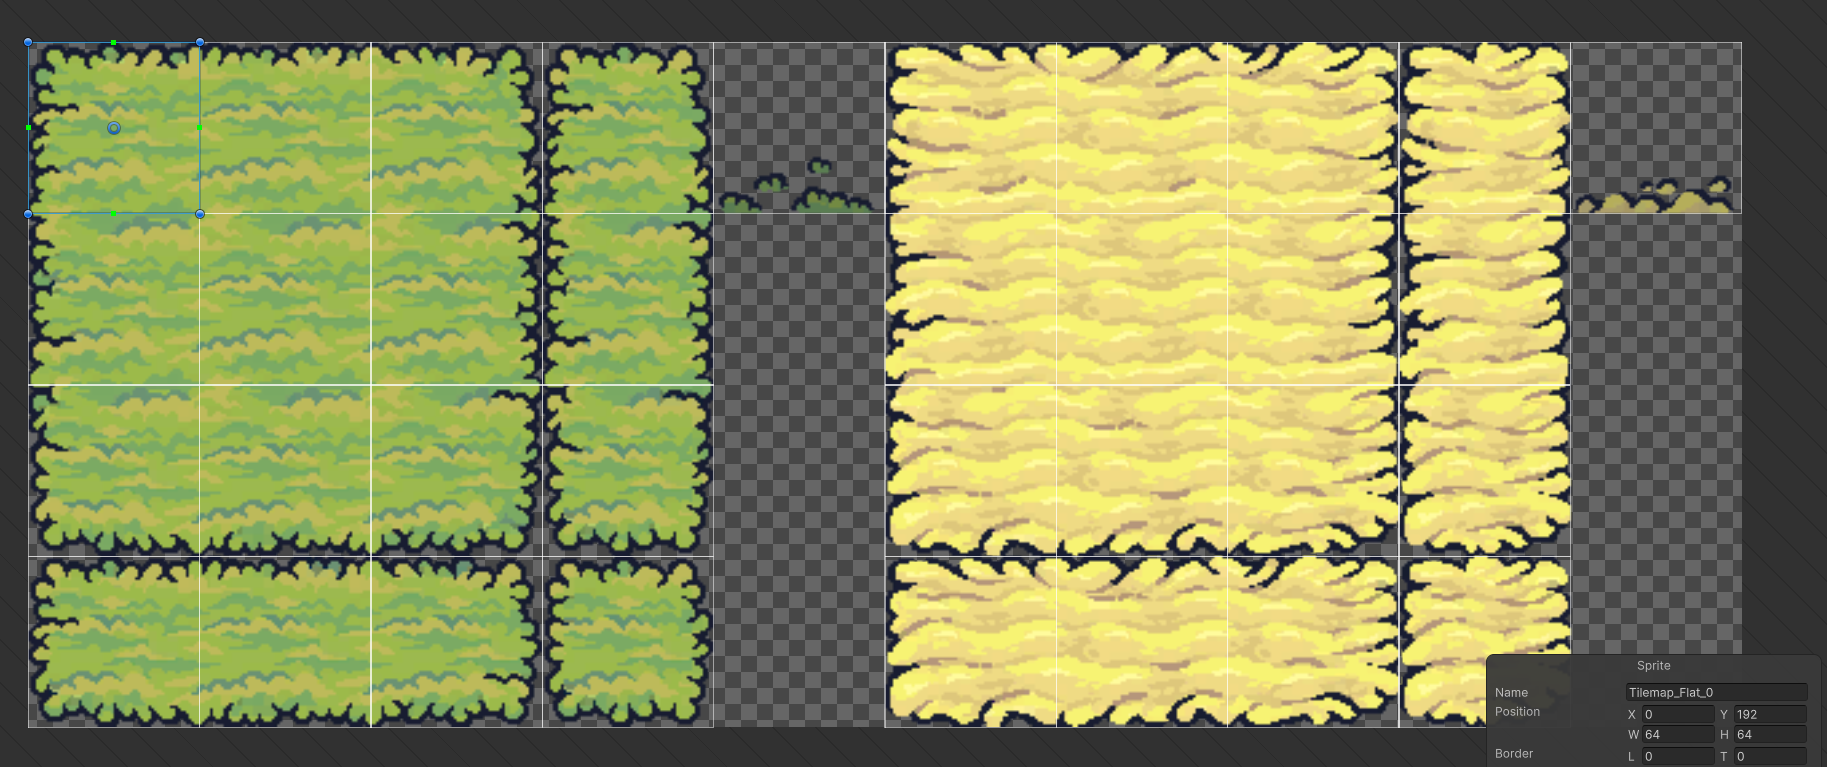 Sprite
Name Tilemap_Flat_0
Position X 0 Y 192
W 64 H 64
Border L 0 T 0